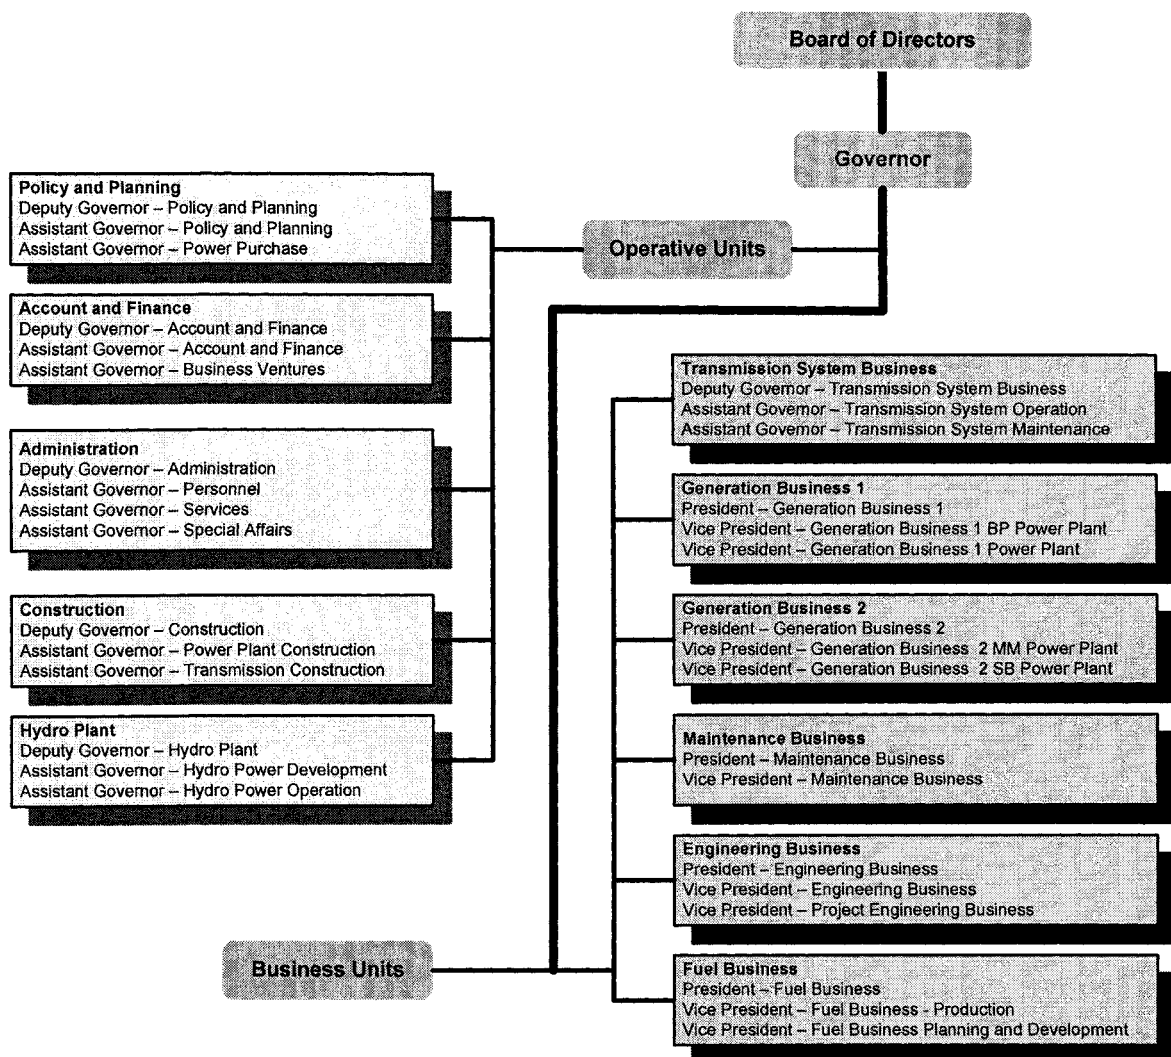 Board of Directors
Governor
Operative Units
Policy and Planning
Deputy Governor – Policy and Planning
Assistant Governor – Policy and Planning
Assistant Governor – Power Purchase
Account and Finance
Deputy Governor – Account and Finance
Assistant Governor – Account and Finance
Assistant Governor – Business Ventures
Administration
Deputy Governor – Administration
Assistant Governor – Personnel
Assistant Governor – Services
Assistant Governor – Special Affairs
Construction
Deputy Governor – Construction
Assistant Governor – Power Plant Construction
Assistant Governor – Transmission Construction
Hydro Plant
Deputy Governor – Hydro Plant
Assistant Governor – Hydro Power Development
Assistant Governor – Hydro Power Operation
Business Units
Transmission System Business
Deputy Governor – Transmission System Business
Assistant Governor – Transmission System Operation
Assistant Governor – Transmission System Maintenance
Generation Business 1
President – Generation Business 1
Vice President – Generation Business 1 BP Power Plant
Vice President – Generation Business 1 Power Plant
Generation Business 2
President – Generation Business 2
Vice President – Generation Business 2 MM Power Plant
Vice President – Generation Business 2 SB Power Plant
Maintenance Business
President – Maintenance Business
Vice President – Maintenance Business
Engineering Business
President – Engineering Business
Vice President – Engineering Business
Vice President – Project Engineering Business
Fuel Business
President – Fuel Business
Vice President – Fuel Business - Production
Vice President – Fuel Business Planning and Development